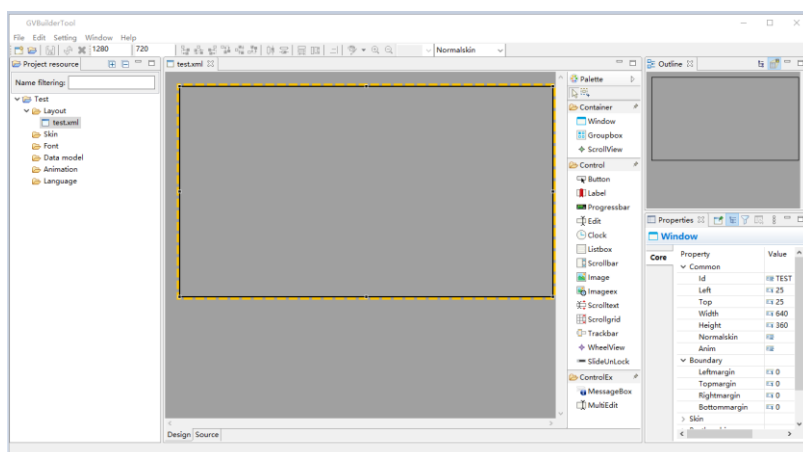 GVBuilderTool
File Edit Setting Window Help
1280 720 Normalskin
Project resource
Name filtering:
Test
Layout
test.xml
Skin
Font
Data model
Animation
Language
test.xml
Design Source
Palette
Container
Window
Groupbox
ScrollView
Control
Button
Label
Progressbar
Edit
Clock
Listbox
Scrollbar
Image
Imageex
Scrolltext
Scrollgrid
Trackbar
WheelView
SlideUnLock
ControlEx
MessageBox
MultiEdit
Outline
Properties
Window
Core
Property Value
Common
Id TEST
Left 25
Top 25
Width 640
Height 360
Normalskin
Anim
Boundary
Leftmargin 0
Topmargin 0
Rightmargin 0
Bottommargin 0
Skin